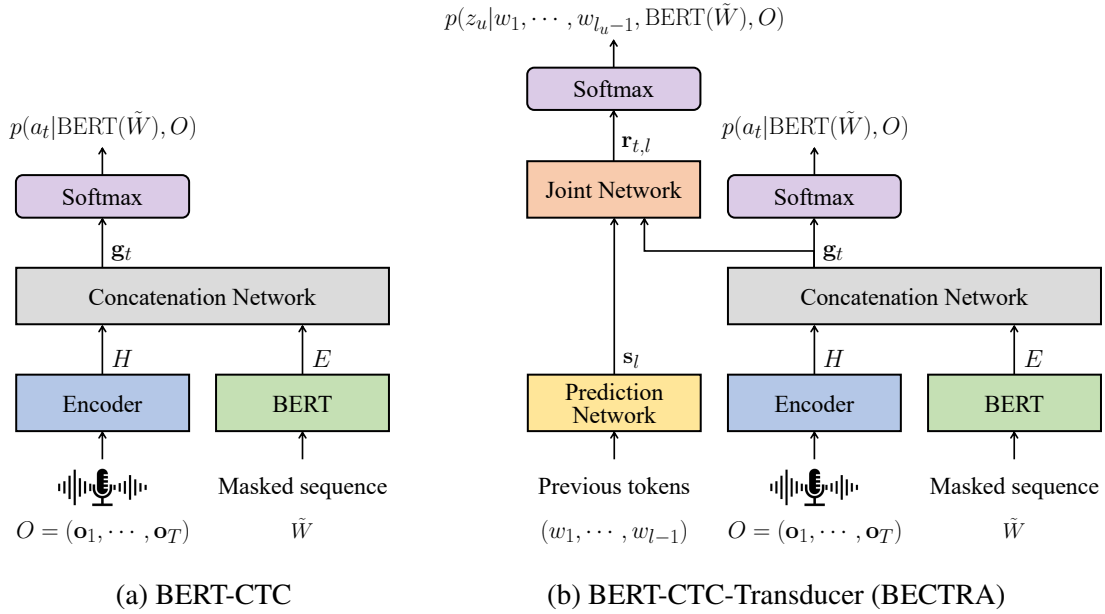 p(a_t|BERT(W̃), O)
Softmax
g_t
Concatenation Network
H
E
Encoder
BERT
Masked sequence
O = (o_1, ⋯ , o_T)
W̃
(a) BERT-CTC
p(z_u|w_1, ⋯ , w_{l_u−1}, BERT(W̃), O)
Softmax
r_{t,l}
p(a_t|BERT(W̃), O)
Joint Network
Softmax
g_t
Concatenation Network
s_l
H
E
Prediction
Network
Encoder
BERT
Previous tokens
Masked sequence
(w_1, ⋯ , w_{l−1})
O = (o_1, ⋯ , o_T)
W̃
(b) BERT-CTC-Transducer (BECTRA)